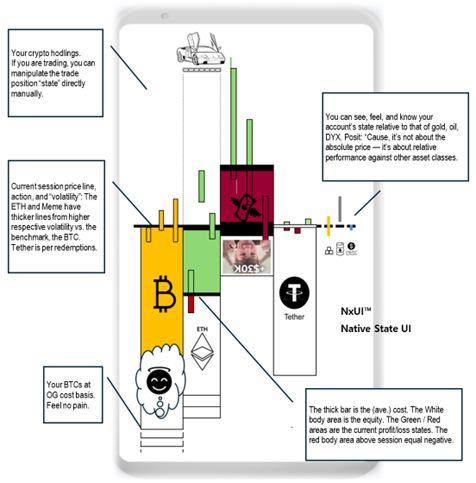 Your crypto hodlings.
If you are trading, you can
manipulate the trade
position “state” directly
manually.
You can see, feel, and know your
account’s state relative to that of gold, oil,
DYX. Posit: “Cause, it’s not about the
absolute price — it’s about relative
performance against other asset classes.
Current session price line,
action, and “volatility”: The
ETH and Meme have
thicker lines from higher
respective volatility vs. the
benchmark, the BTC.
Tether is per redemptions.
+$30K
Tether
ETH
NxUI™
Native State UI
Your BTCs at
OG cost basis.
Feel no pain.
The thick bar is the (ave.) cost. The White
body area is the equity. The Green / Red
areas are the current profit/loss states. The
red body area above session equal negative.